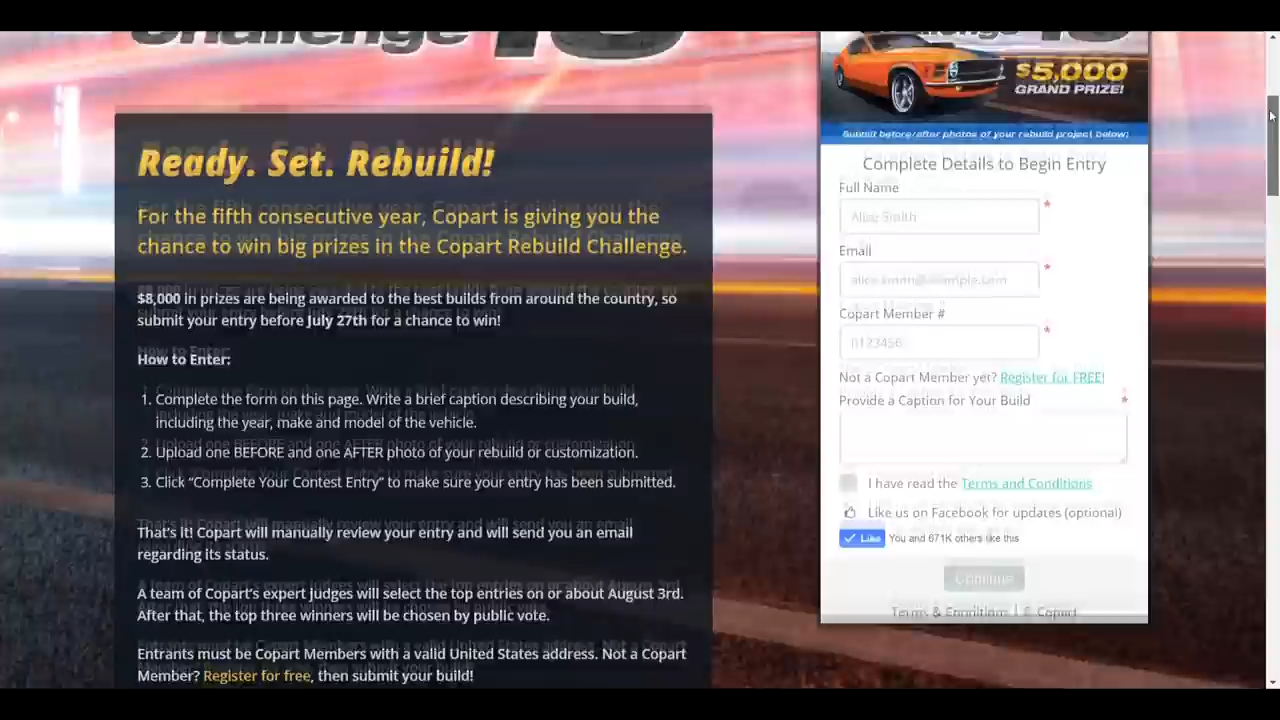 Challenge
Ready. Set. Rebuild!
For the fifth consecutive year, Copart is giving you the
chance to win big prizes in the Copart Rebuild Challenge.
$8,000 in prizes are being awarded to the best builds from around the country, so
submit your entry before July 27th for a chance to win!
How to Enter:
1. Complete the form on this page. Write a brief caption describing your build,
including the year, make and model of the vehicle.
2. Upload one BEFORE and one AFTER photo of your rebuild or customization.
3. Click “Complete Your Contest Entry” to make sure your entry has been submitted.
That's it! Copart will manually review your entry and will send you an email
regarding its status.
A team of Copart's expert judges will select the top entries on or about August 3rd.
After that, the top three winners will be chosen by public vote.
Entrants must be Copart Members with a valid United States address. Not a Copart
Member? Register for free, then submit your build!
$5,000
GRAND PRIZE!
Submit before/after photos of your rebuild project below:
Complete Details to Begin Entry
Full Name
*
Alice Smith
Email
*
alice.smith@example.com
Copart Member #
*
0123456
Not a Copart Member yet? Register for FREE!
Provide a Caption for Your Build *
I have read the Terms and Conditions
Like us on Facebook for updates (optional)
Like You and 671K others like this
Continue
Terms & Conditions | © Copart